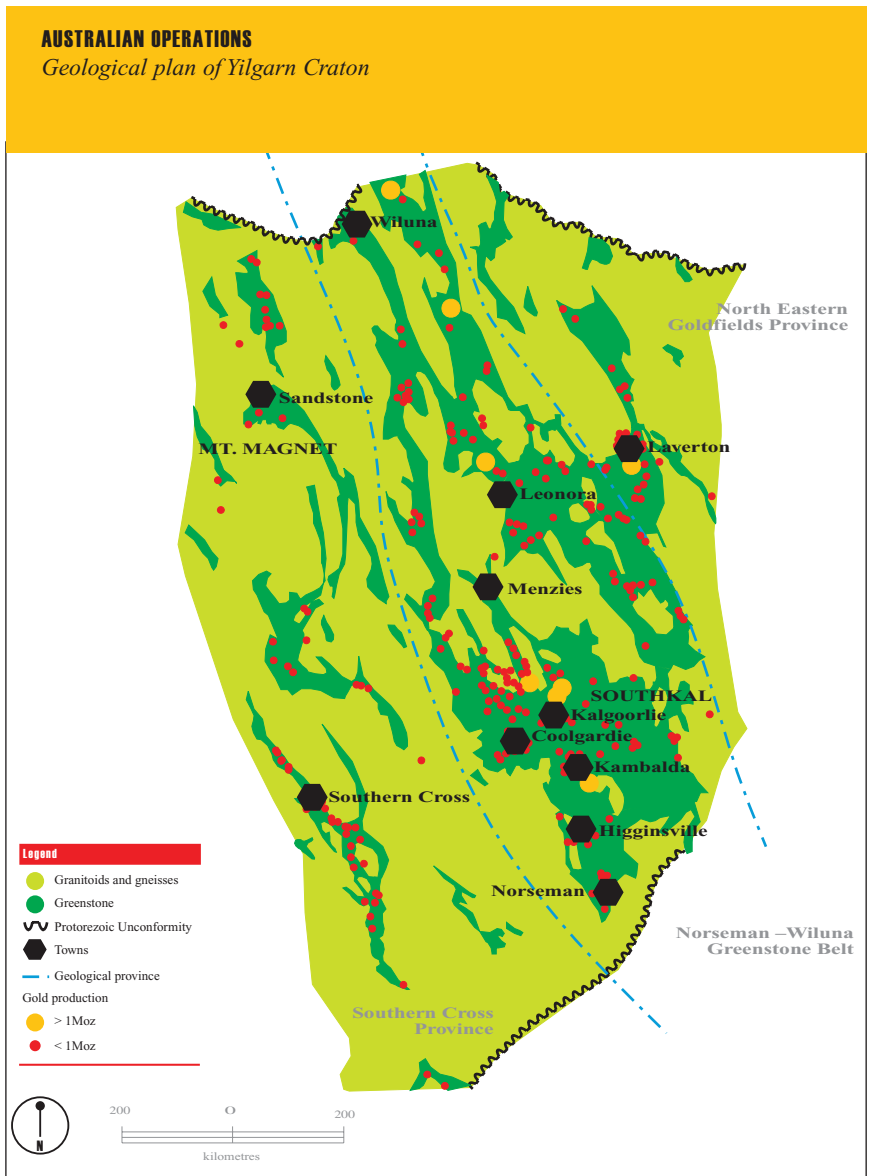 AUSTRALIAN OPERATIONS
Geological plan of Yilgarn Craton
Wiluna
North Eastern
Goldfields Province
Sandstone
MT. MAGNET
Laverton
Leonora
Menzies
SOUTHKAL
Kalgoorlie
Coolgardie
Kambalda
Southern Cross
Higginsville
Norseman
Norseman –Wiluna
Greenstone Belt
Southern Cross
Province
Legend
Granitoids and gneisses
Greenstone
Protorezoic Unconformity
Towns
Geological province
Gold production
> 1Moz
< 1Moz
N
200 O 200
kilometres